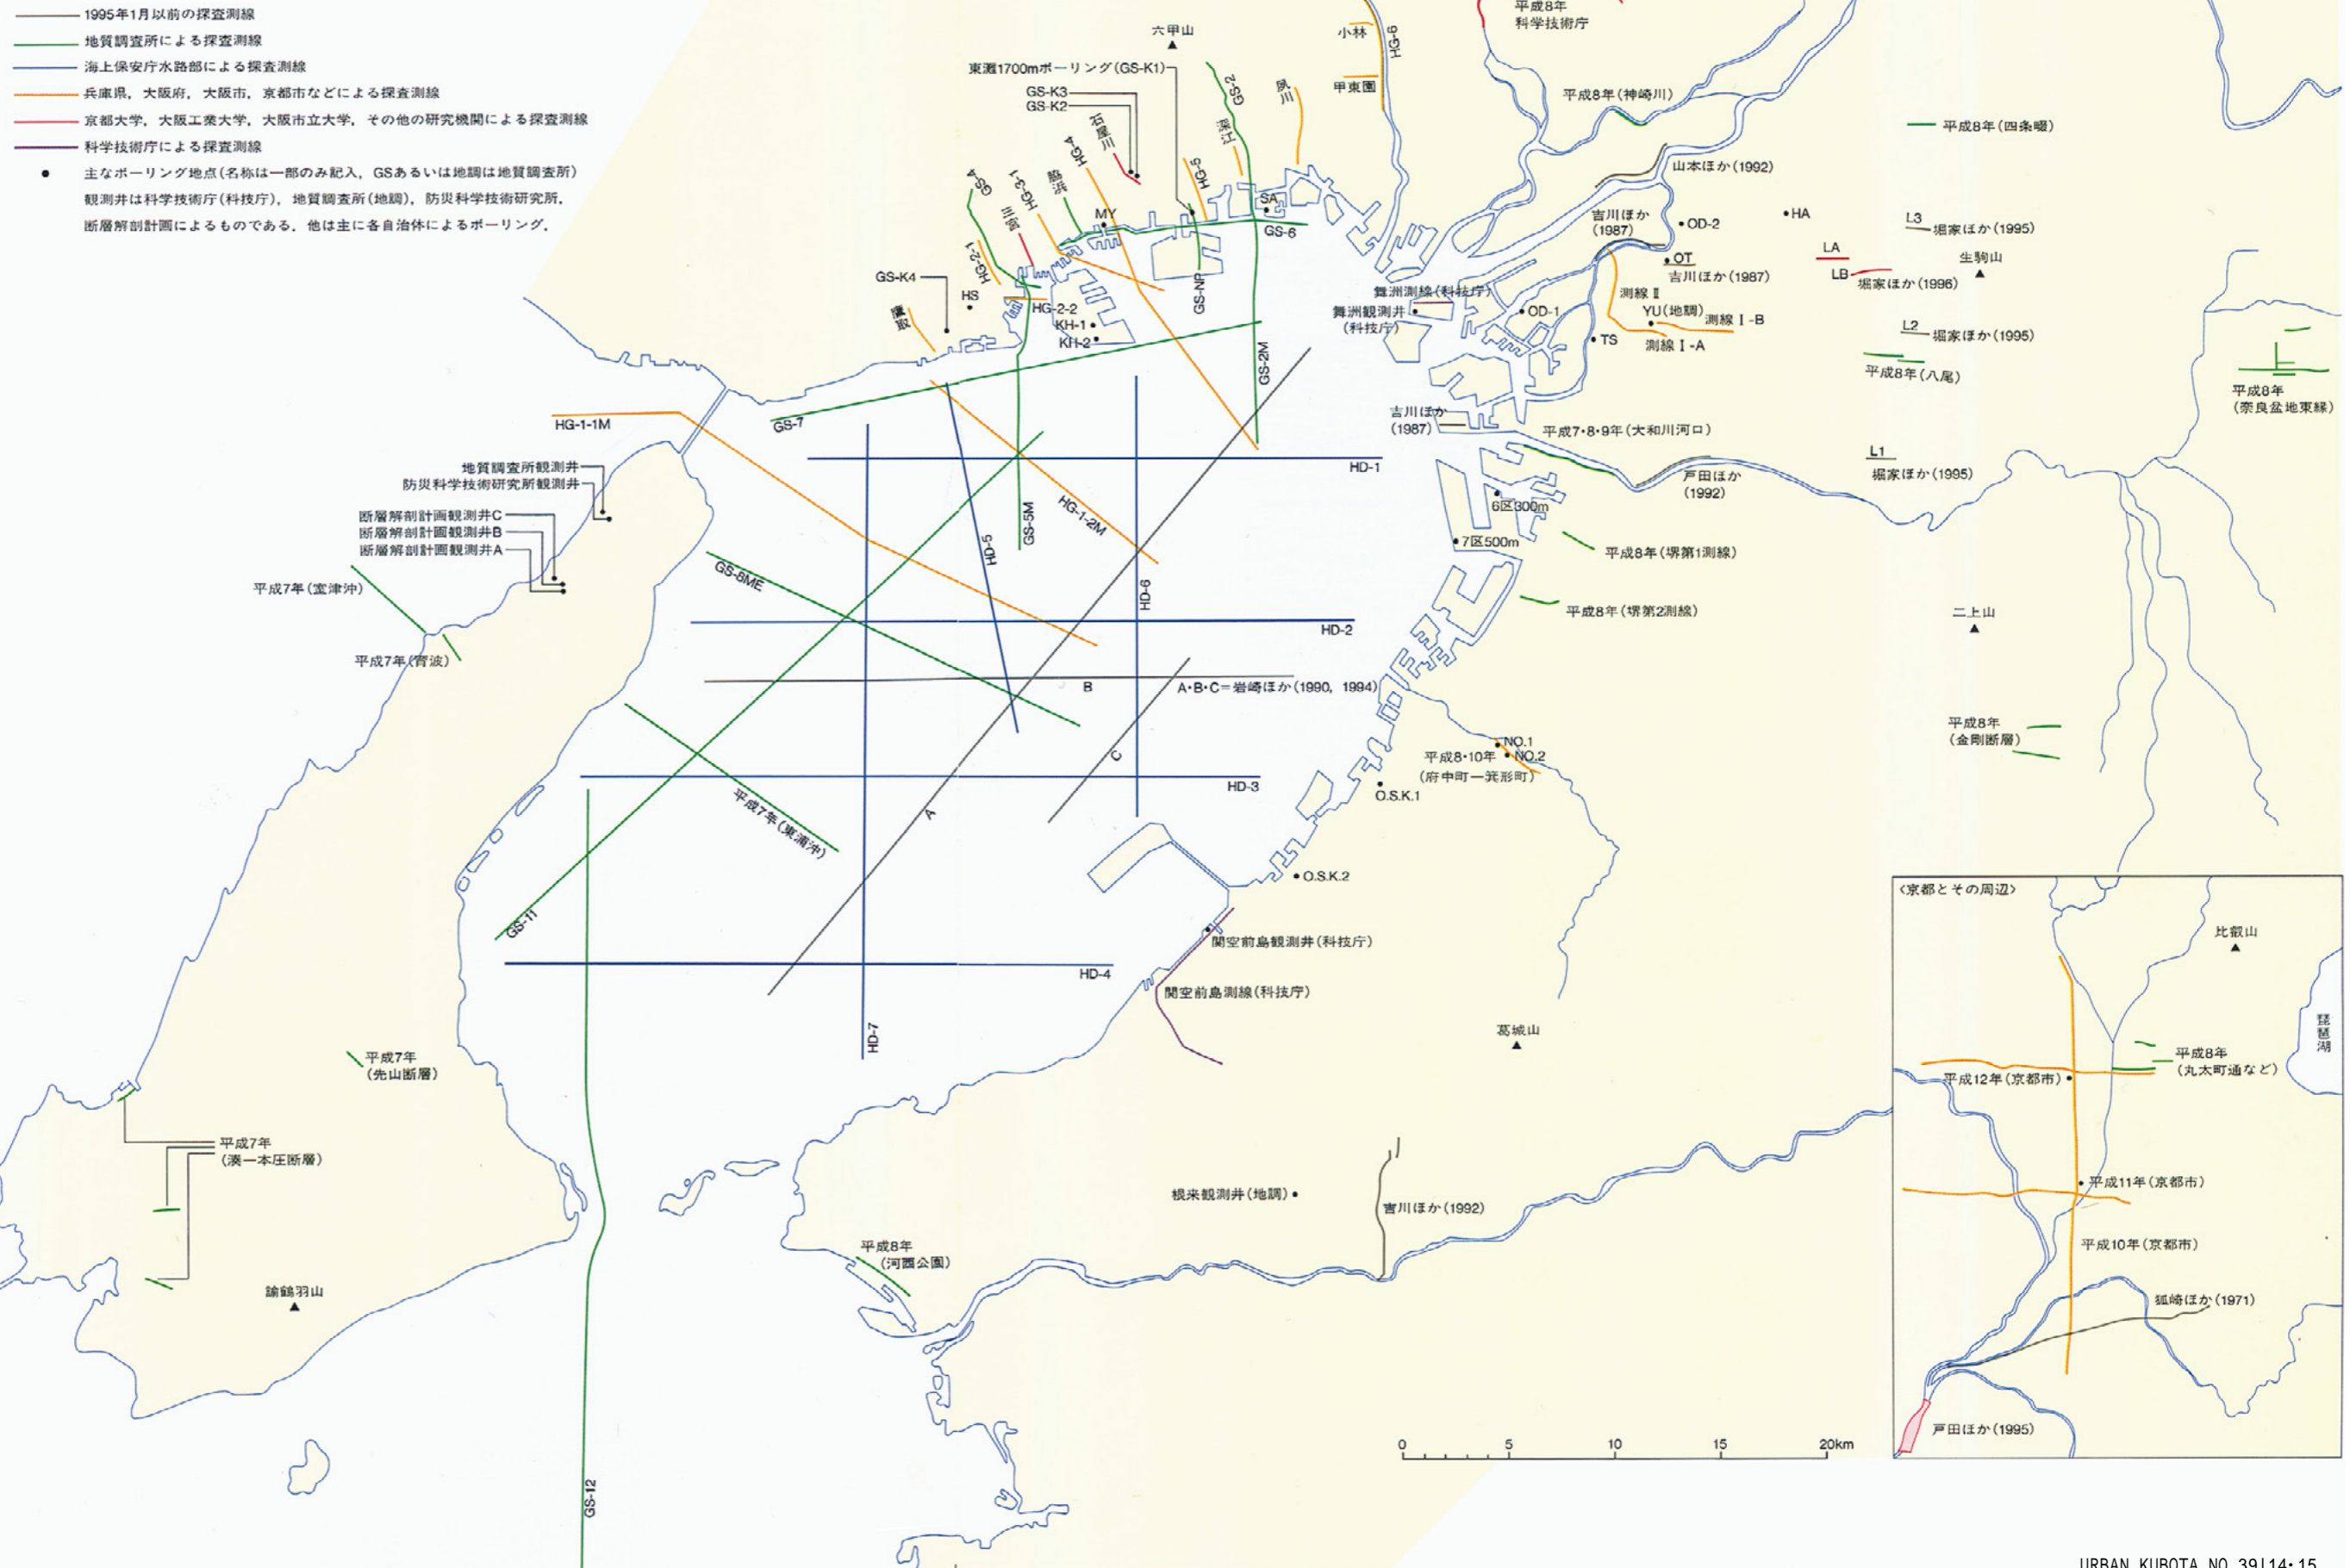 1995年1月以前の探査測線
地質調査所による探査測線
海上保安庁水路部による探査測線
兵庫県，大阪府，大阪市，京都市などによる探査測線
京都大学，大阪工業大学，大阪市立大学，その他の研究機関による探査測線
科学技術庁による探査測線
主なボーリング地点(名称は一部のみ記入，GSあるいは地調は地質調査所)
観測井は科学技術庁(科技庁)，地質調査所(地調)，防災科学技術研究所，
断層解剖計画によるものである．他は主に各自治体によるボーリング．
平成8年
科学技術庁
六甲山
小林
HG-6
東灘1700mボーリング(GS-K1)
甲東園
GS-K3
GS-K2
GS-2
夙川
平成8年(神崎川)
平成8年(四条畷)
石屋川
HG-4
HG-5
山本ほか(1992)
GS-4
HG-3-1
脇浜
MY
SA
GS-6
吉川ほか
(1987)
OD-2
HA
L3
堀家ほか(1995)
HG-2-1
OT
吉川ほか(1987)
LA
LB
堀家ほか(1996)
生駒山
GS-K4
HS
HG-2-2
GS-NP
舞洲測線(科技庁)
測線Ⅱ
鷹取
KH-1
KH-2
舞洲観測井
(科技庁)
OD-1
YU(地調)
測線Ⅰ-B
TS
測線Ⅰ-A
L2
堀家ほか(1995)
GS-2M
平成8年(八尾)
平成8年
(奈良盆地東縁)
HG-1-1M
GS-7
吉川ほか
(1987)
平成7･8･9年(大和川河口)
HD-1
L1
堀家ほか(1995)
地質調査所観測井
防災科学技術研究所観測井
戸田ほか
(1992)
断層解剖計画観測井C
断層解剖計画観測井B
断層解剖計画観測井A
GS-5M
HG-1-2M
HD-5
6区300m
7区500m
平成8年(堺第1測線)
平成7年(室津沖)
GS-8ME
HD-6
平成8年(堺第2測線)
二上山
HD-2
平成7年(育波)
B
A･B･C=岩崎ほか(1990，1994)
平成8年
(金剛断層)
C
NO.1
NO.2
平成8･10年
(府中町ー箕形町)
HD-3
O.S.K.1
平成7年(東浦沖)
A
O.S.K.2
〈京都とその周辺〉
GS-11
関空前島観測井(科技庁)
比叡山
HD-4
関空前島測線(科技庁)
琵琶湖
HD-7
葛城山
平成7年
(先山断層)
平成8年
(丸太町通など)
平成12年(京都市)
平成7年
(湊ー本庄断層)
根来観測井(地調)
吉川ほか(1992)
平成11年(京都市)
平成8年
(河西公園)
平成10年(京都市)
諭鶴羽山
狐崎ほか(1971)
戸田ほか(1995)
0 5 10 15 20km
GS-12
URBAN KUBOTA NO.39|14･15